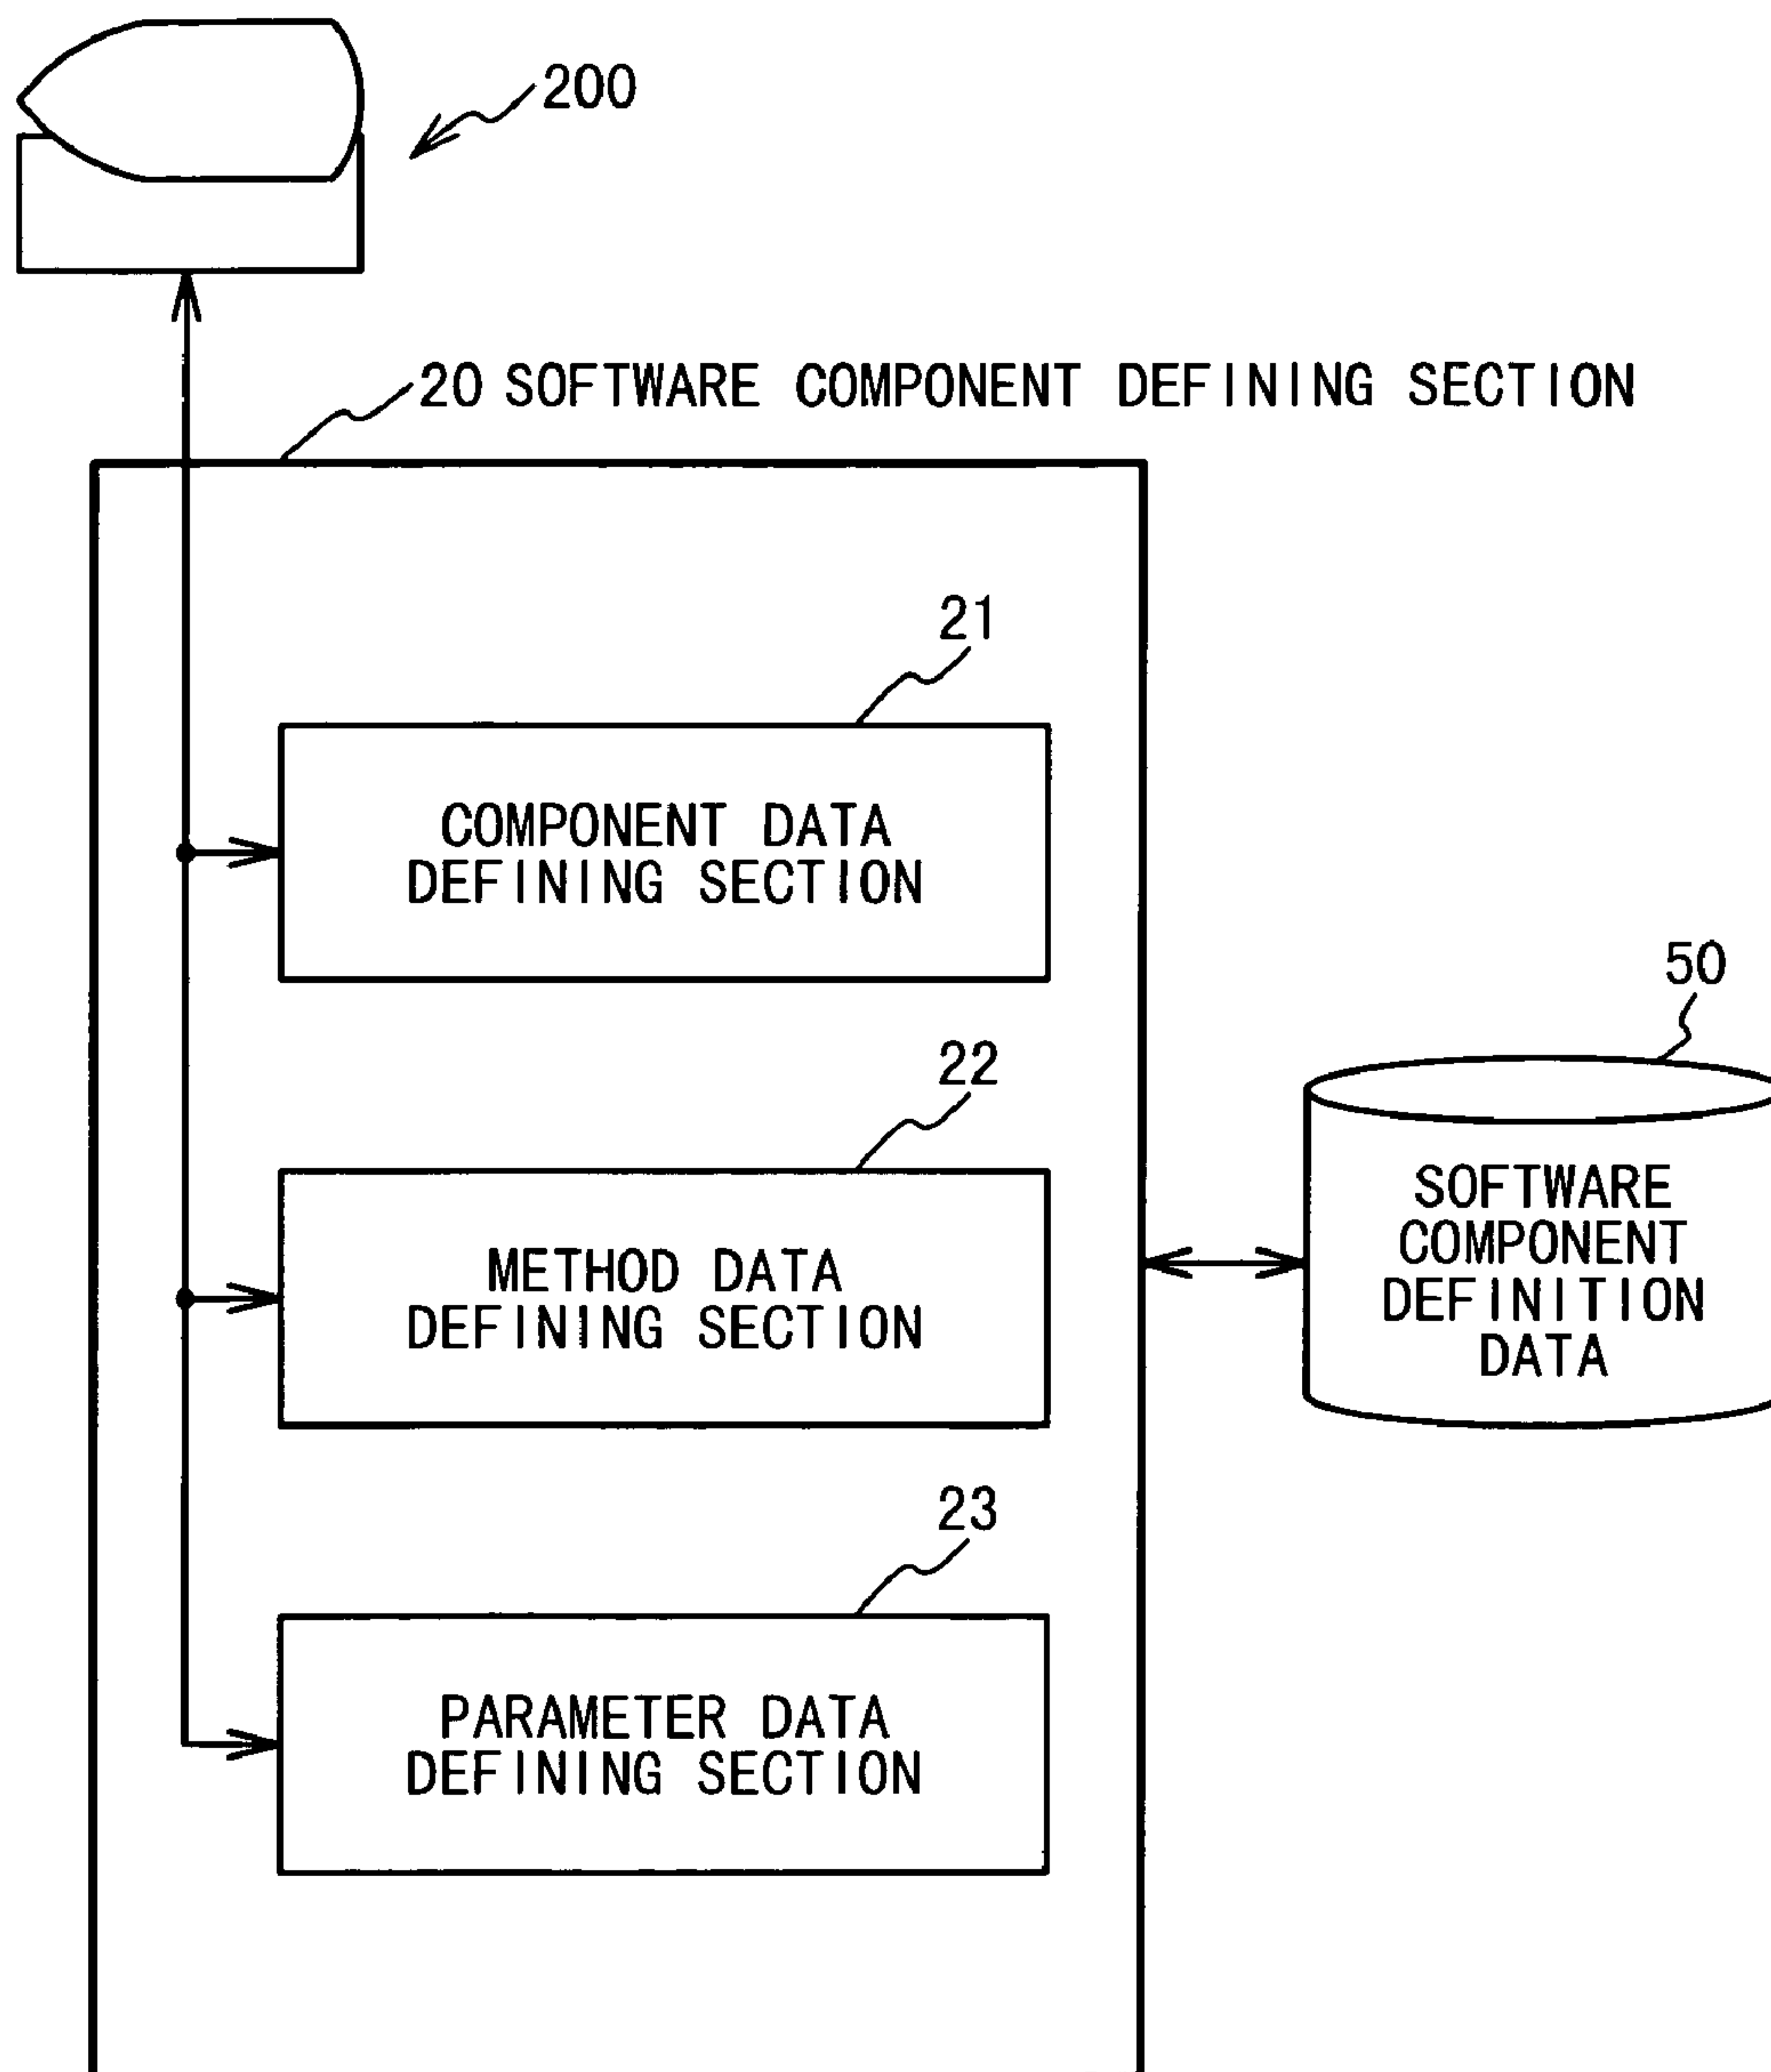 200
20 SOFTWARE COMPONENT DEFINING SECTION
21
COMPONENT DATA
DEFINING SECTION
50
22
SOFTWARE
COMPONENT
DEFINITION
DATA
METHOD DATA
DEFINING SECTION
23
PARAMETER DATA
DEFINING SECTION